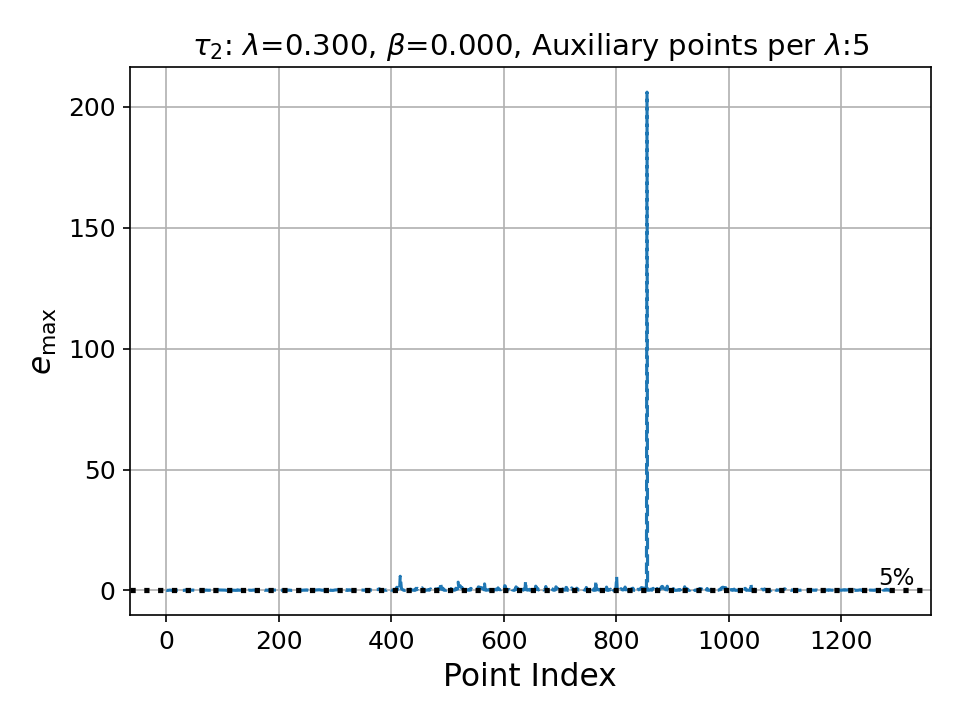 τ₂: λ=0.300, β=0.000, Auxiliary points per λ:5
e_max
200
150
100
50
0
5%
0 200 400 600 800 1000 1200
Point Index